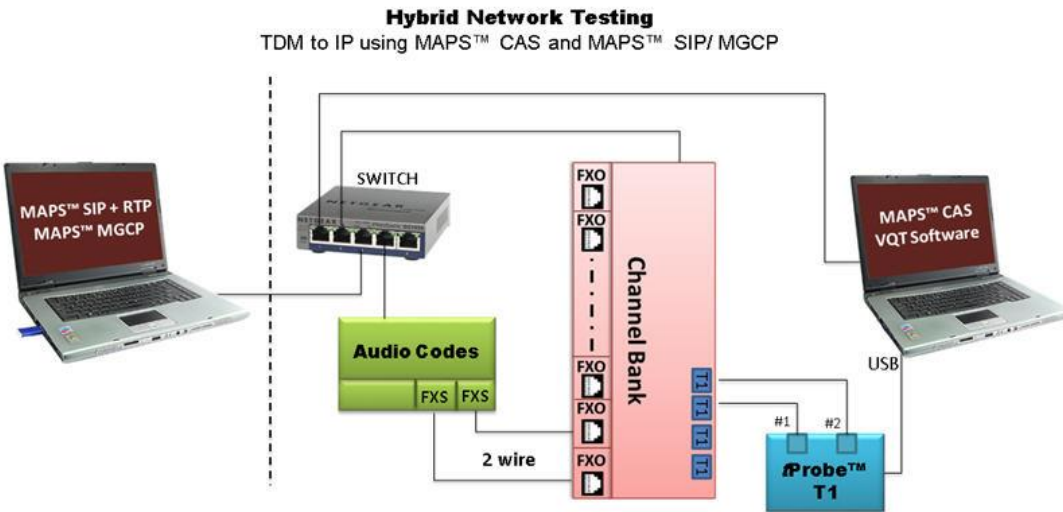 Hybrid Network Testing
TDM to IP using MAPS™ CAS and MAPS™ SIP/ MGCP
MAPS™ SIP + RTP
MAPS™ MGCP
SWITCH
NETGEAR
Audio Codes
FXS FXS
2 wire
FXO
FXO
FXO
FXO
FXO
Channel Bank
T1
T1
T1
T1
MAPS™ CAS
VQT Software
USB
#1 #2
tProbe™
T1